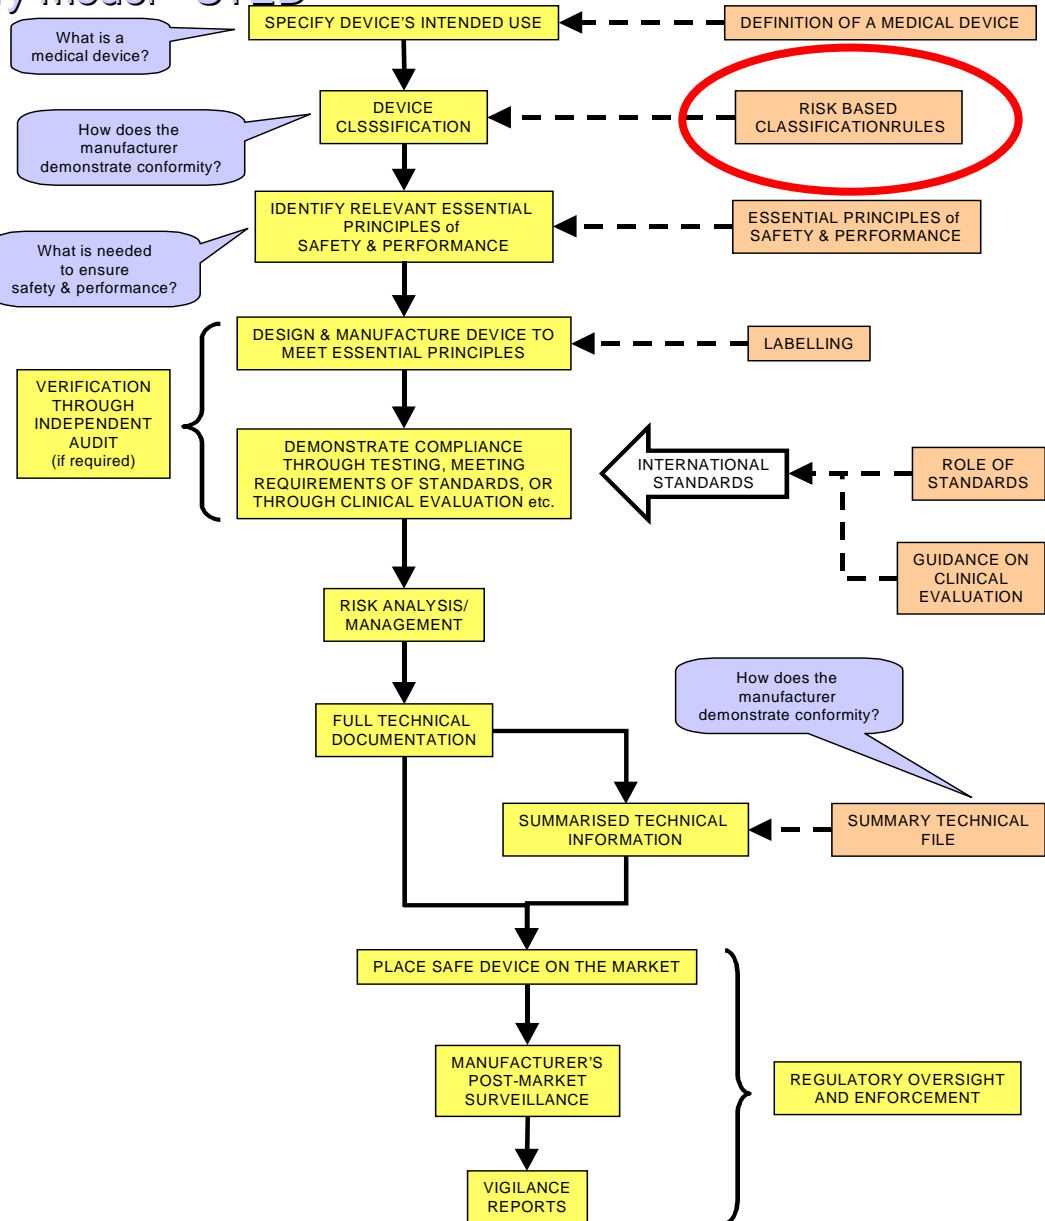 What is a
medical device?
SPECIFY DEVICE'S INTENDED USE
DEFINITION OF A MEDICAL DEVICE
How does the
manufacturer
demonstrate conformity?
DEVICE
CLSSSIFICATION
RISK BASED
CLASSIFICATIONRULES
What is needed
to ensure
safety & performance?
IDENTIFY RELEVANT ESSENTIAL
PRINCIPLES of
SAFETY & PERFORMANCE
ESSENTIAL PRINCIPLES of
SAFETY & PERFORMANCE
DESIGN & MANUFACTURE DEVICE TO
MEET ESSENTIAL PRINCIPLES
LABELLING
VERIFICATION
THROUGH
INDEPENDENT
AUDIT
(if required)
DEMONSTRATE COMPLIANCE
THROUGH TESTING, MEETING
REQUIREMENTS OF STANDARDS, OR
THROUGH CLINICAL EVALUATION etc.
INTERNATIONAL
STANDARDS
ROLE OF
STANDARDS
GUIDANCE ON
CLINICAL
EVALUATION
RISK ANALYSIS/
MANAGEMENT
How does the
manufacturer
demonstrate conformity?
FULL TECHNICAL
DOCUMENTATION
SUMMARISED TECHNICAL
INFORMATION
SUMMARY TECHNICAL
FILE
PLACE SAFE DEVICE ON THE MARKET
MANUFACTURER'S
POST-MARKET
SURVEILLANCE
REGULATORY OVERSIGHT
AND ENFORCEMENT
VIGILANCE
REPORTS